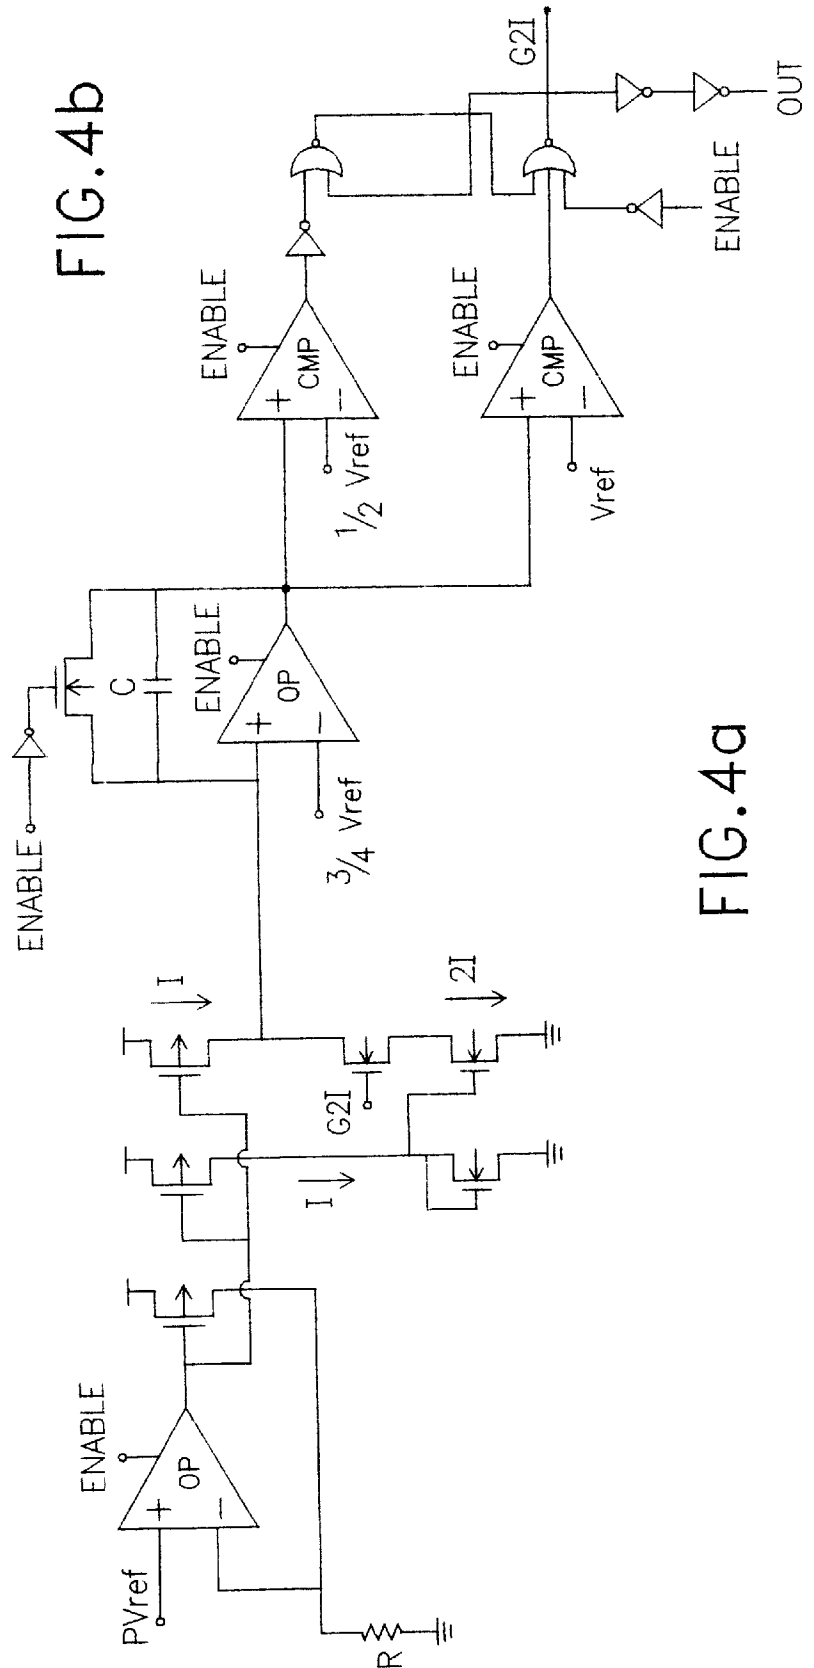 FIG.4b
G2I
OUT
ENABLE
ENABLE
CMP
+
−
1/2 Vref
ENABLE
CMP
+
−
Vref
ENABLE
C
ENABLE
OP
+
−
3/4 Vref
FIG.4a
I
2I
G2I
I
ENABLE
OP
+
−
PVref
R